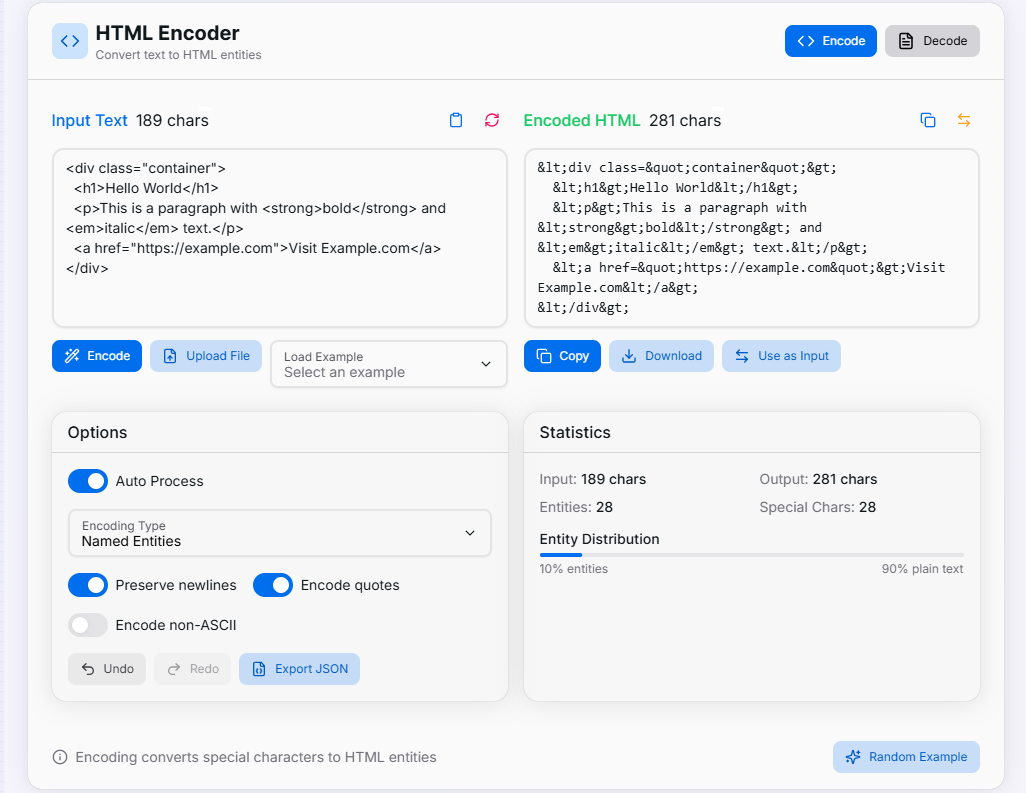 HTML Encoder
Convert text to HTML entities
Encode
Decode
Input Text 189 chars
<div class="container">
  <h1>Hello World</h1>
  <p>This is a paragraph with <strong>bold</strong> and
<em>italic</em> text.</p>
  <a href="https://example.com">Visit Example.com</a>
</div>
Encoded HTML 281 chars
&lt;div class=&quot;container&quot;&gt;
  &lt;h1&gt;Hello World&lt;/h1&gt;
  &lt;p&gt;This is a paragraph with
&lt;strong&gt;bold&lt;/strong&gt; and
&lt;em&gt;italic&lt;/em&gt; text.&lt;/p&gt;
  &lt;a href=&quot;https://example.com&quot;&gt;Visit
Example.com&lt;/a&gt;
&lt;/div&gt;
Encode
Upload File
Load Example
Select an example
Copy
Download
Use as Input
Options
Auto Process
Encoding Type
Named Entities
Preserve newlines
Encode quotes
Encode non-ASCII
Undo
Redo
Export JSON
Statistics
Input: 189 chars
Output: 281 chars
Entities: 28
Special Chars: 28
Entity Distribution
10% entities
90% plain text
Encoding converts special characters to HTML entities
Random Example